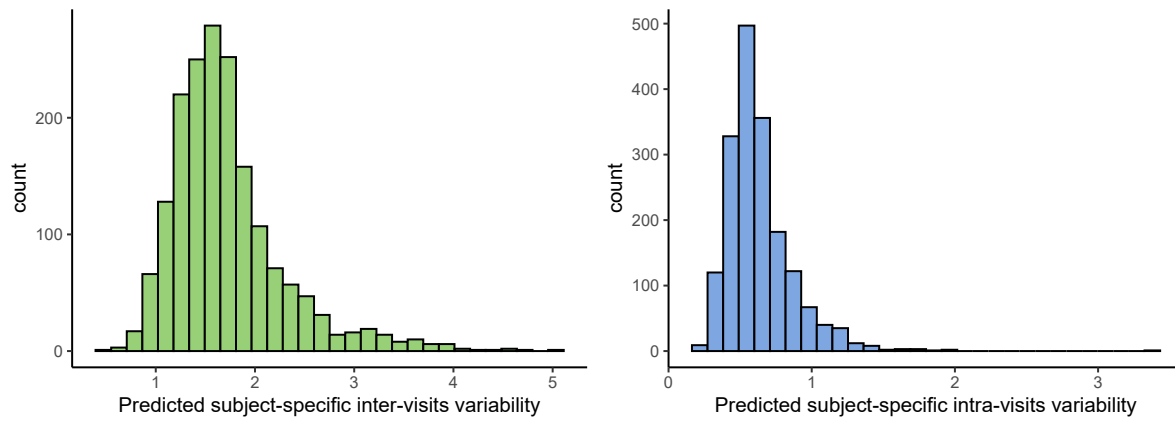 count
200
100
0
1 2 3 4 5
Predicted subject-specific inter-visits variability
count
500
400
300
200
100
0
0 1 2 3
Predicted subject-specific intra-visits variability